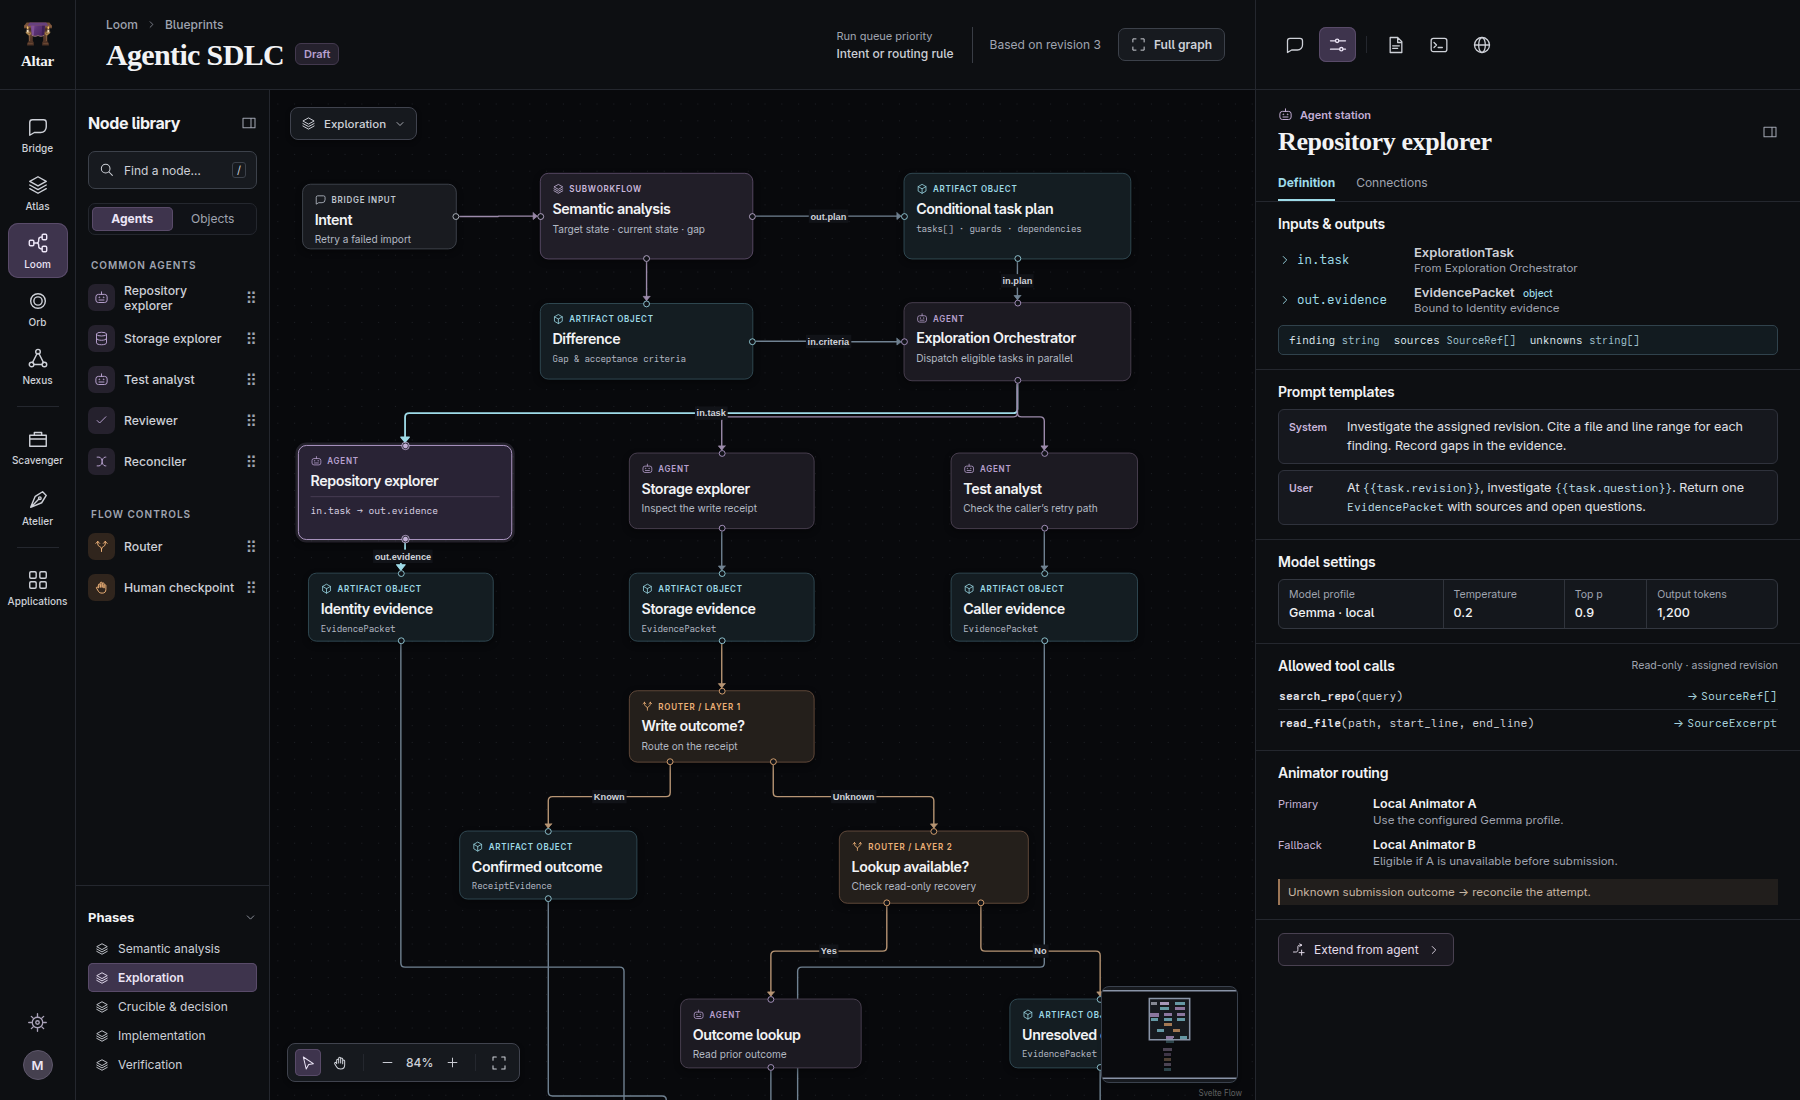 Altar
Loom > Blueprints
Agentic SDLC
Draft
Run queue priority
Intent or routing rule
Based on revision 3
Full graph
Bridge
Atlas
Loom
Orb
Nexus
Scavenger
Atelier
Applications
M
Node library
Find a node...
/
Agents
Objects
COMMON AGENTS
Repository
explorer
Storage explorer
Test analyst
Reviewer
Reconciler
FLOW CONTROLS
Router
Human checkpoint
Phases
Semantic analysis
Exploration
Crucible & decision
Implementation
Verification
Exploration
BRIDGE INPUT
Intent
Retry a failed import
SUBWORKFLOW
Semantic analysis
Target state · current state · gap
out.plan
ARTIFACT OBJECT
Conditional task plan
tasks[] · guards · dependencies
in.plan
ARTIFACT OBJECT
Difference
Gap & acceptance criteria
in.criteria
AGENT
Exploration Orchestrator
Dispatch eligible tasks in parallel
in.task
AGENT
Repository explorer
in.task → out.evidence
AGENT
Storage explorer
Inspect the write receipt
AGENT
Test analyst
Check the caller's retry path
out.evidence
ARTIFACT OBJECT
Identity evidence
EvidencePacket
ARTIFACT OBJECT
Storage evidence
EvidencePacket
ARTIFACT OBJECT
Caller evidence
EvidencePacket
ROUTER / LAYER 1
Write outcome?
Route on the receipt
Known
Unknown
ARTIFACT OBJECT
Confirmed outcome
ReceiptEvidence
ROUTER / LAYER 2
Lookup available?
Check read-only recovery
Yes
No
AGENT
Outcome lookup
Read prior outcome
ARTIFACT OB
Unresolved
EvidencePacket
84%
Svelte Flow
Agent station
Repository explorer
Definition
Connections
Inputs & outputs
in.task
ExplorationTask
From Exploration Orchestrator
out.evidence
EvidencePacket object
Bound to Identity evidence
finding string sources SourceRef[] unknowns string[]
Prompt templates
System
Investigate the assigned revision. Cite a file and line range for each
finding. Record gaps in the evidence.
User
At {{task.revision}}, investigate {{task.question}}. Return one
EvidencePacket with sources and open questions.
Model settings
Model profile
Gemma · local
Temperature
0.2
Top p
0.9
Output tokens
1,200
Allowed tool calls
Read-only · assigned revision
search_repo(query) → SourceRef[]
read_file(path, start_line, end_line) → SourceExcerpt
Animator routing
Primary
Local Animator A
Use the configured Gemma profile.
Fallback
Local Animator B
Eligible if A is unavailable before submission.
Unknown submission outcome → reconcile the attempt.
Extend from agent